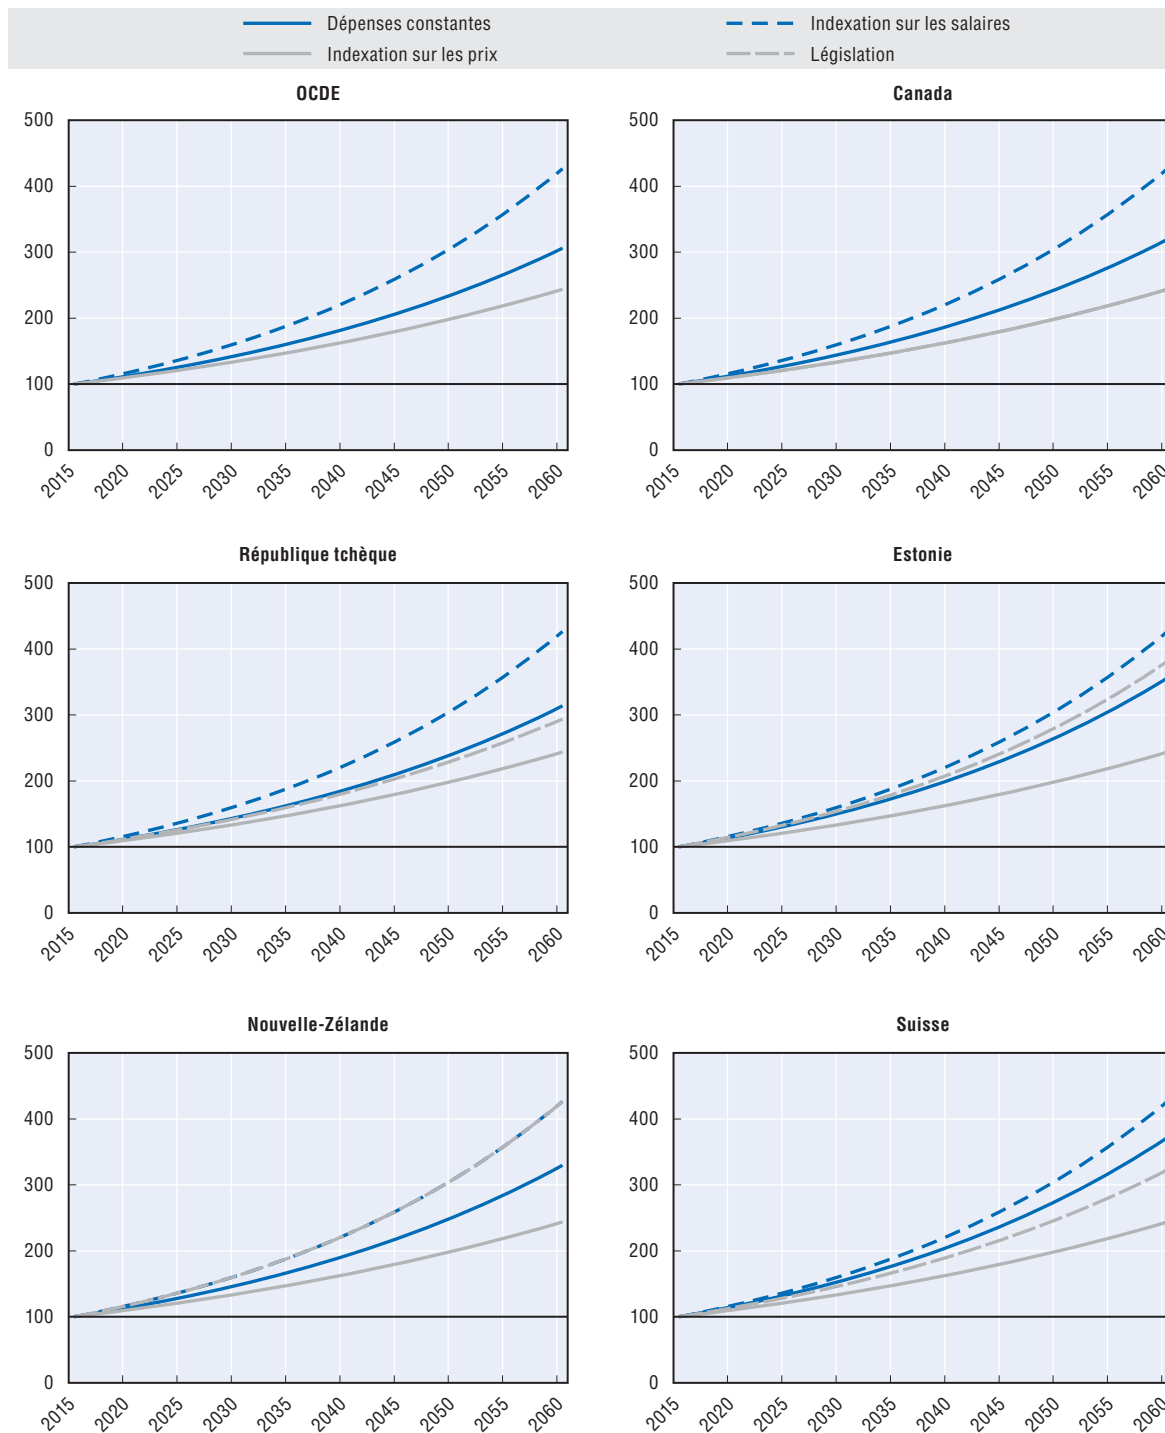 Dépenses constantes Indexation sur les salaires
Indexation sur les prix Législation
OCDE Canada
500 500
400 400
300 300
200 200
100 100
0 0
2015 2020 2025 2030 2035 2040 2045 2050 2055 2060 2015 2020 2025 2030 2035 2040 2045 2050 2055 2060
République tchèque Estonie
500 500
400 400
300 300
200 200
100 100
0 0
2015 2020 2025 2030 2035 2040 2045 2050 2055 2060 2015 2020 2025 2030 2035 2040 2045 2050 2055 2060
Nouvelle-Zélande Suisse
500 500
400 400
300 300
200 200
100 100
0 0
2015 2020 2025 2030 2035 2040 2045 2050 2055 2060 2015 2020 2025 2030 2035 2040 2045 2050 2055 2060